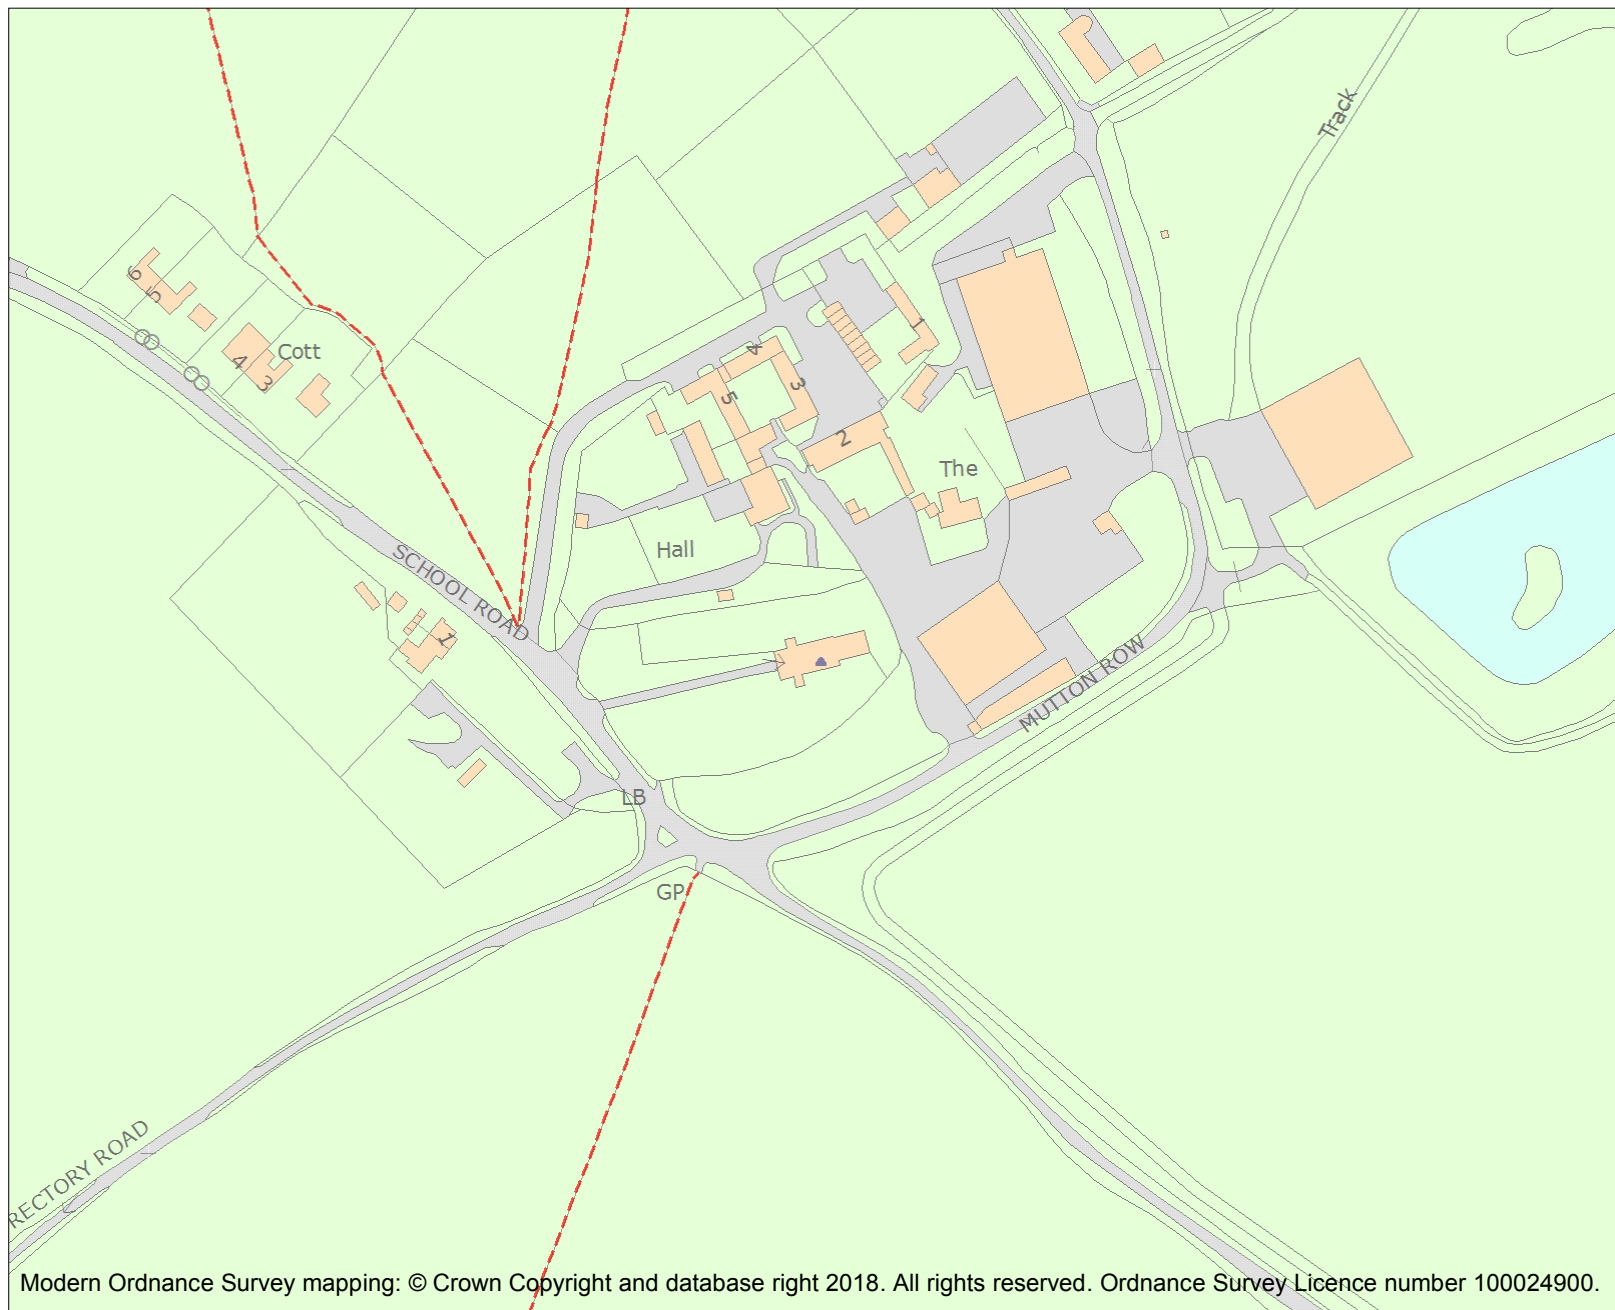 Track
6
5
Cott
4
3
1
4
3
5
2
The
Hall
SCHOOL ROAD
1
MUTTON ROW
LB
GP
RECTORY ROAD
Modern Ordnance Survey mapping: © Crown Copyright and database right 2018. All rights reserved. Ordnance Survey Licence number 100024900.